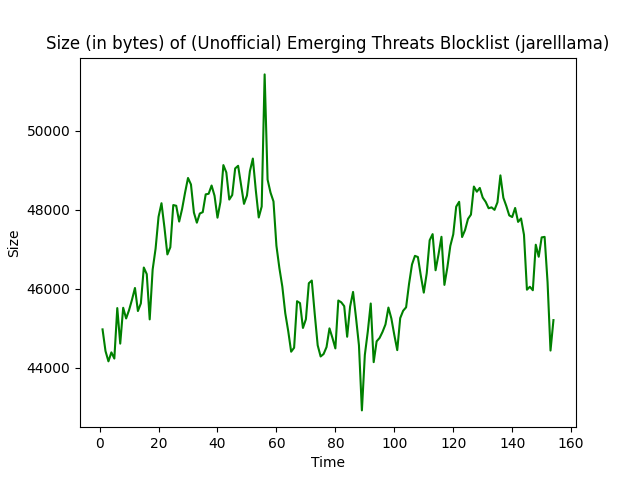 Size (in bytes) of (Unofficial) Emerging Threats Blocklist (jarelllama)
50000
48000
46000
44000
Size
0 20 40 60 80 100 120 140 160
Time